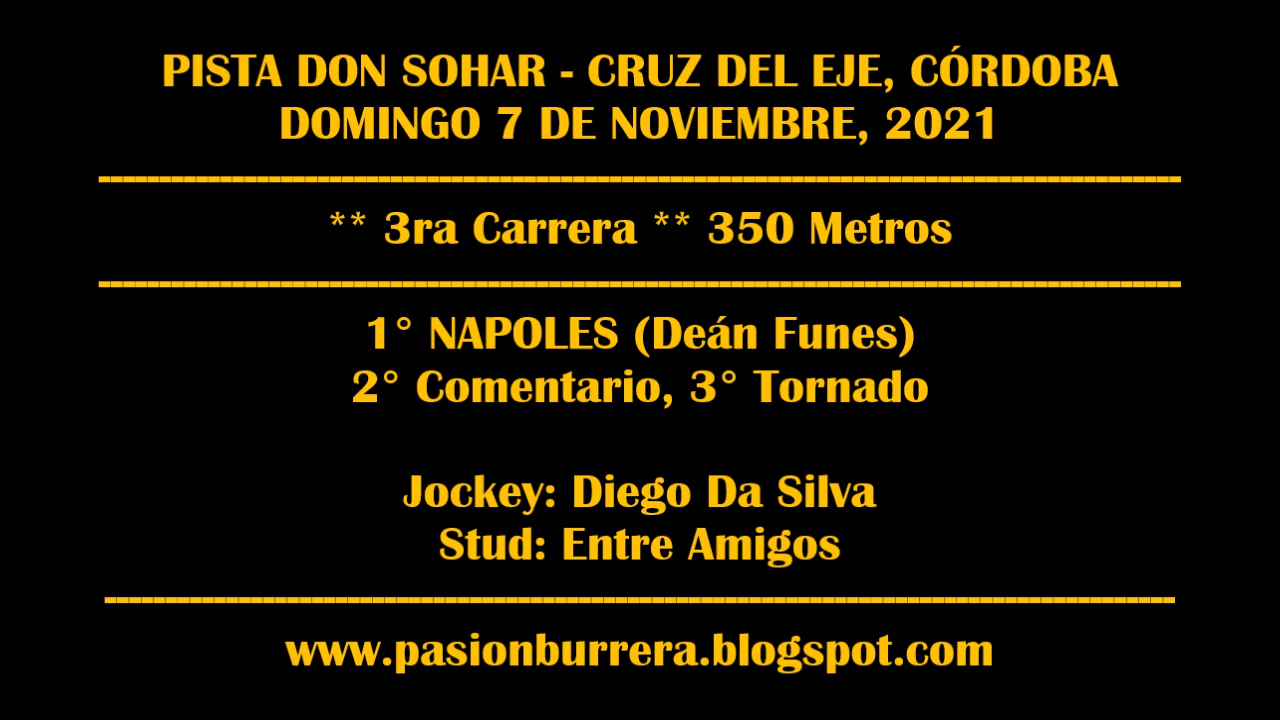 PISTA DON SOHAR - CRUZ DEL EJE, CÓRDOBA
DOMINGO 7 DE NOVIEMBRE, 2021
** 3ra Carrera ** 350 Metros
1° NAPOLES (Deán Funes)
2° Comentario, 3° Tornado
Jockey: Diego Da Silva
Stud: Entre Amigos
www.pasionburrera.blogspot.com